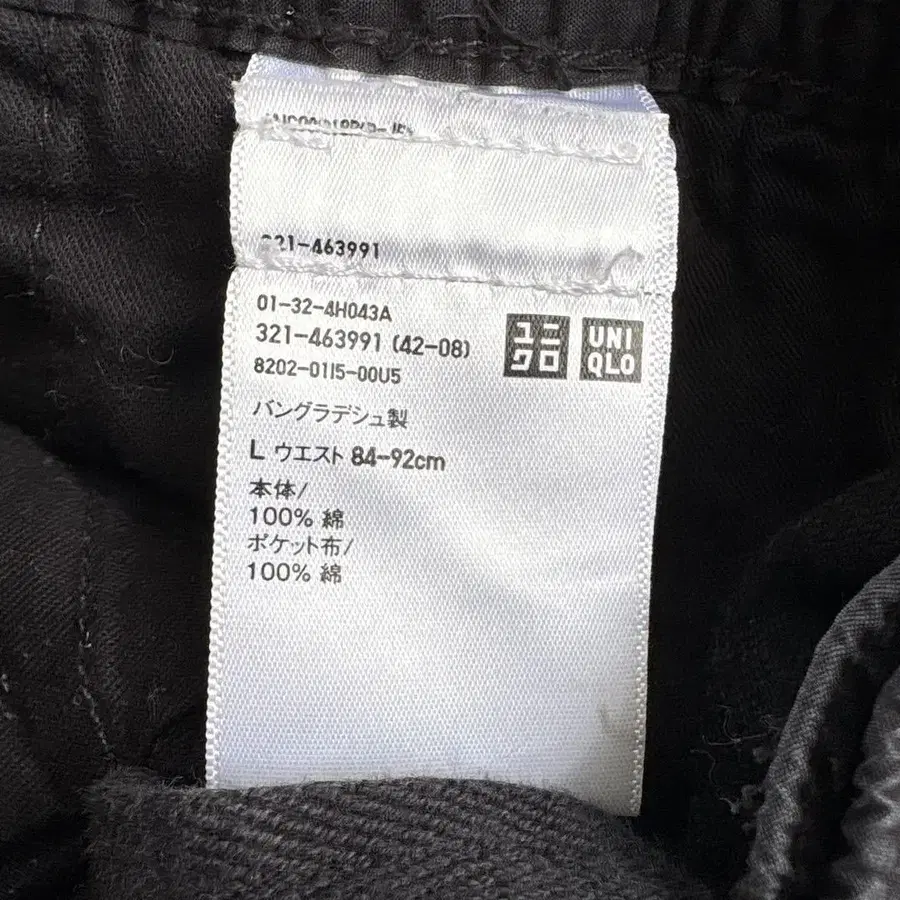 321-463991
01-32-4H043A
321-463991 (42-08)
8202-0115-00U5
ユニ
クロ
UNI
QLO
バングラデシュ製
L ウエスト 84-92cm
本体/
100% 綿
ポケット布/
100% 綿